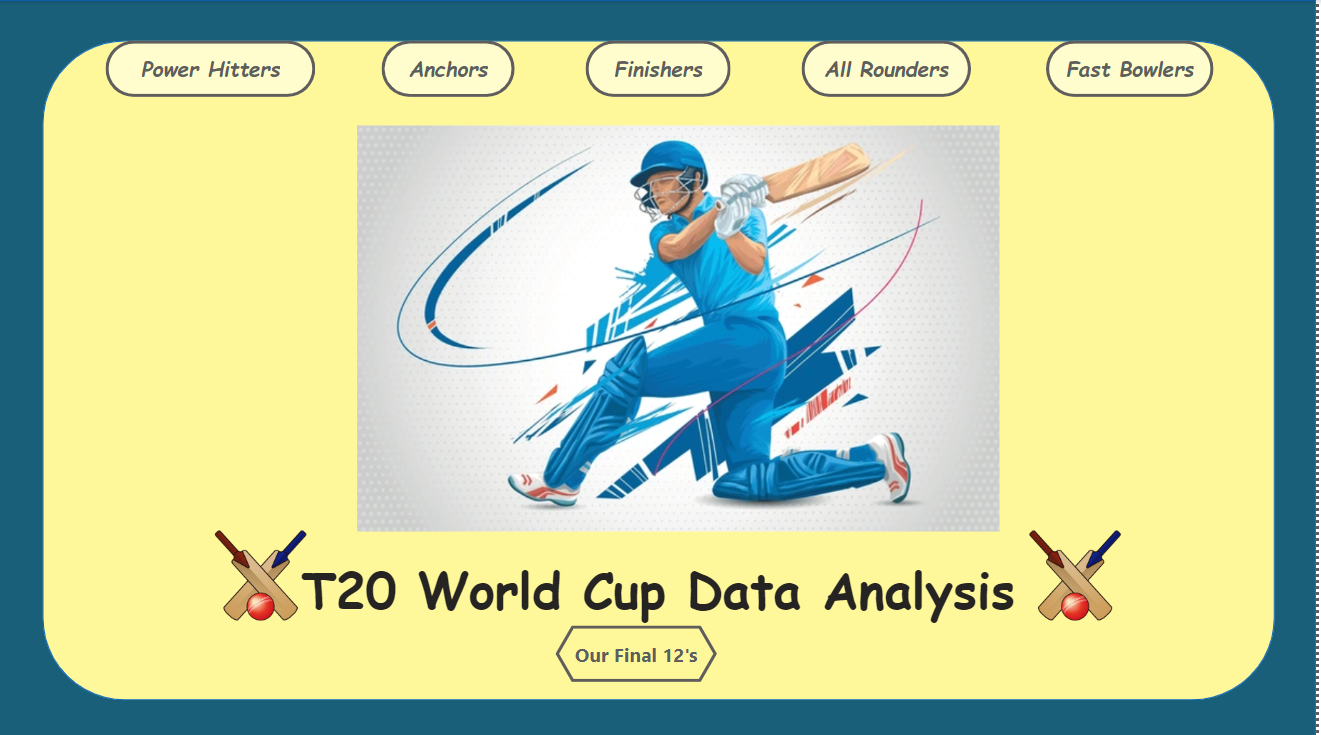 Power Hitters
Anchors
Finishers
All Rounders
Fast Bowlers
T20 World Cup Data Analysis
Our Final 12's